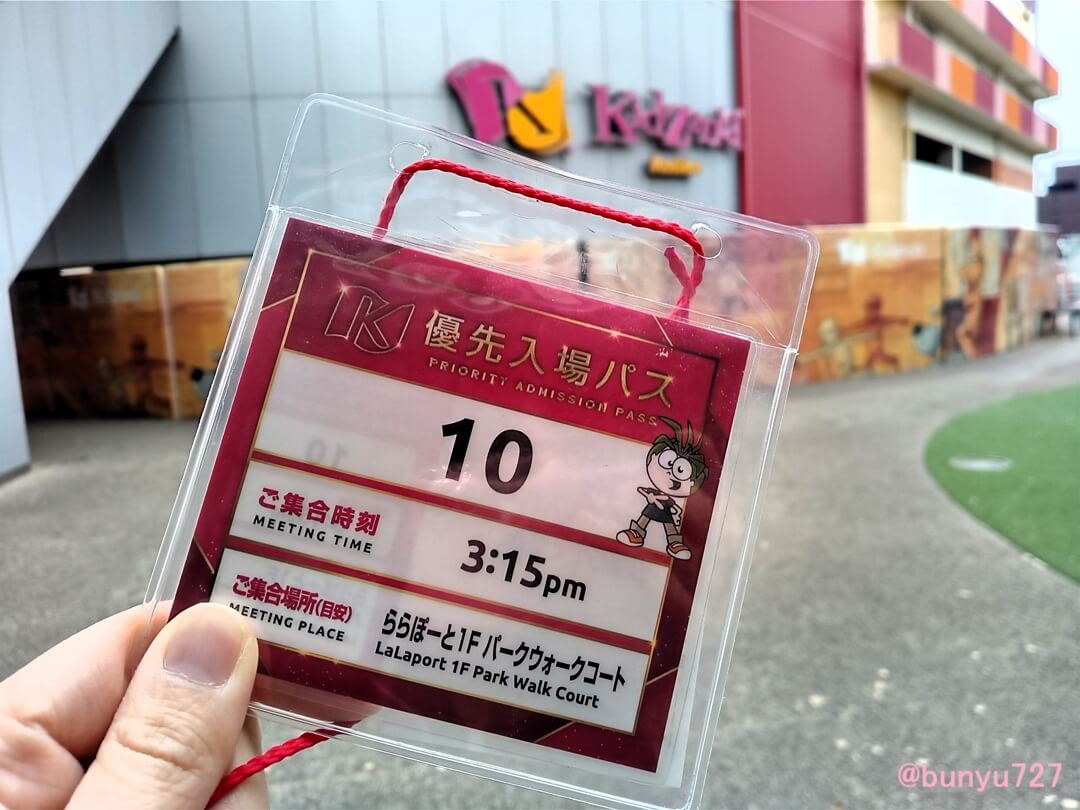 KidZania
優先入場パス
PRIORITY ADMISSION PASS
10
ご集合時刻
MEETING TIME
3:15pm
ご集合場所(目安)
MEETING PLACE
ららぽーと1F パークウォークコート
LaLaport 1F Park Walk Court
@bunyu727